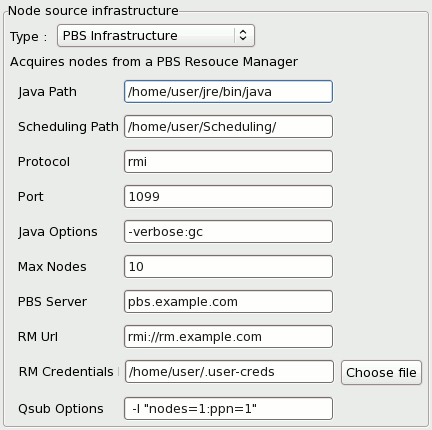 Node source infrastructure
Type : PBS Infrastructure
Acquires nodes from a PBS Resouce Manager
Java Path /home/user/jre/bin/java
Scheduling Path /home/user/Scheduling/
Protocol rmi
Port 1099
Java Options -verbose:gc
Max Nodes 10
PBS Server pbs.example.com
RM Url rmi://rm.example.com
RM Credentials /home/user/.user-creds Choose file
Qsub Options -l "nodes=1:ppn=1"